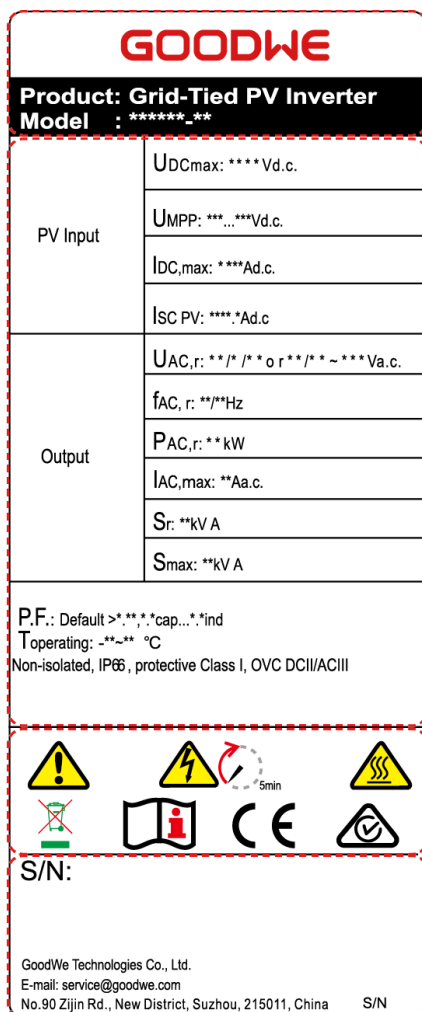 GOODWE
Product: Grid-Tied PV Inverter
Model : ******-**
PV Input
UDCmax: ****Vd.c.
UMPP: ***...***Vd.c.
IDC,max: ****Ad.c.
ISC PV: ****.*Ad.c
Output
UAC,r: **/*/**or**/**~***Va.c.
fAC, r: **/**Hz
PAC,r: **kW
IAC,max: **Aa.c.
Sr: **kV A
Smax: **kV A
P.F.: Default >*.**,*.*cap...*.*ind
Toperating: -**~** °C
Non-isolated, IP66 , protective Class I, OVC DCII/ACIII
5min
i
CE
S/N:
GoodWe Technologies Co., Ltd.
E-mail: service@goodwe.com
No.90 Zijin Rd., New District, Suzhou, 215011, China S/N